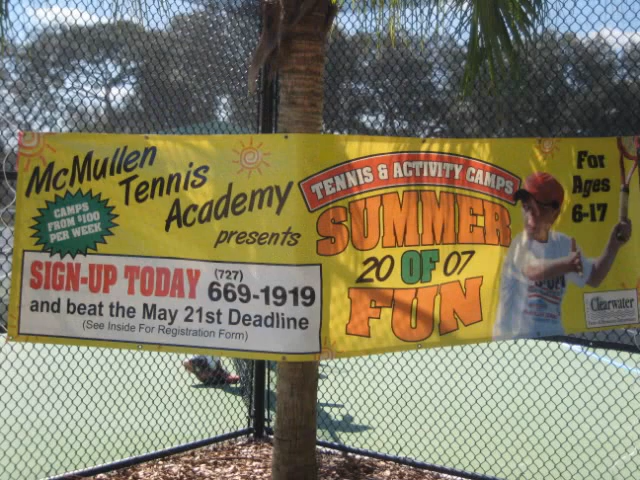 McMullen
Tennis
Academy
presents
CAMPS
FROM $100
PER WEEK
SIGN-UP TODAY (727) 669-1919
and beat the May 21st Deadline
(See Inside For Registration Form)
TENNIS & ACTIVITY CAMPS
SUMMER
20 OF 07
FUN
For
Ages
6-17
Clearwater